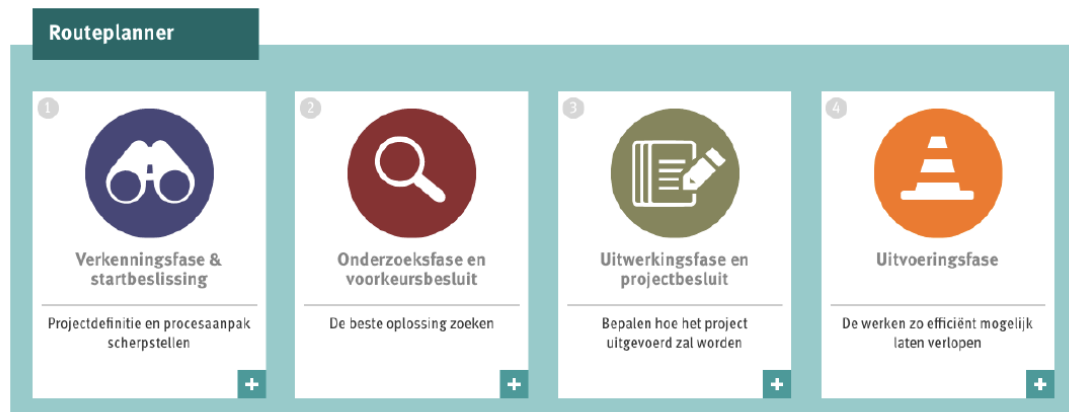 Routeplanner
1
Verkenningsfase &
startbeslissing
Projectdefinitie en procesaanpak
scherpstellen
2
Onderzoeksfase en
voorkeursbesluit
De beste oplossing zoeken
3
Uitwerkingsfase en
projectbesluit
Bepalen hoe het project
uitgevoerd zal worden
4
Uitvoeringsfase
De werken zo efficiënt mogelijk
laten verlopen